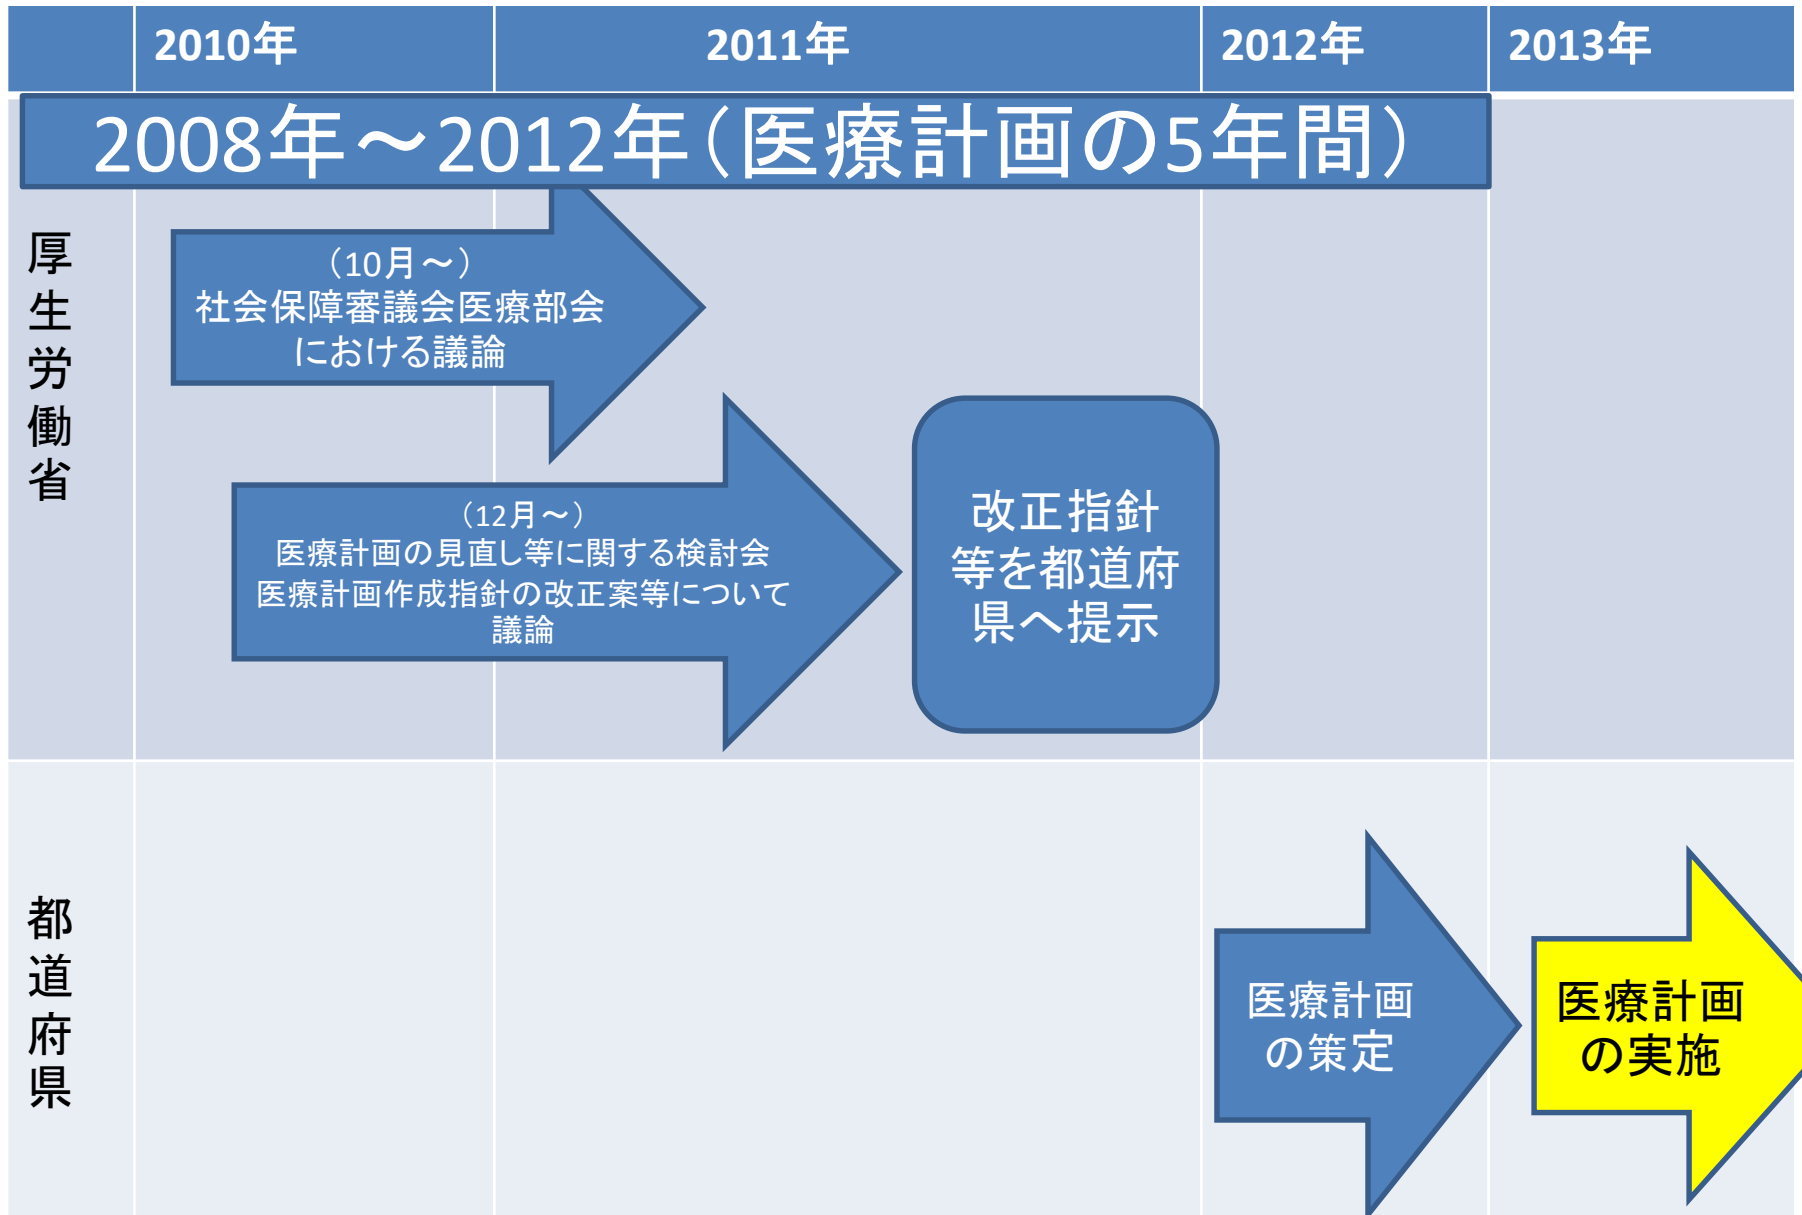 2010年
2011年
2012年
2013年
2008年～2012年（医療計画の5年間）
厚生労働省
（10月～）
社会保障審議会医療部会
における議論
（12月～）
医療計画の見直し等に関する検討会
医療計画作成指針の改正案等について
議論
改正指針
等を都道府
県へ提示
都道府県
医療計画
の策定
医療計画
の実施